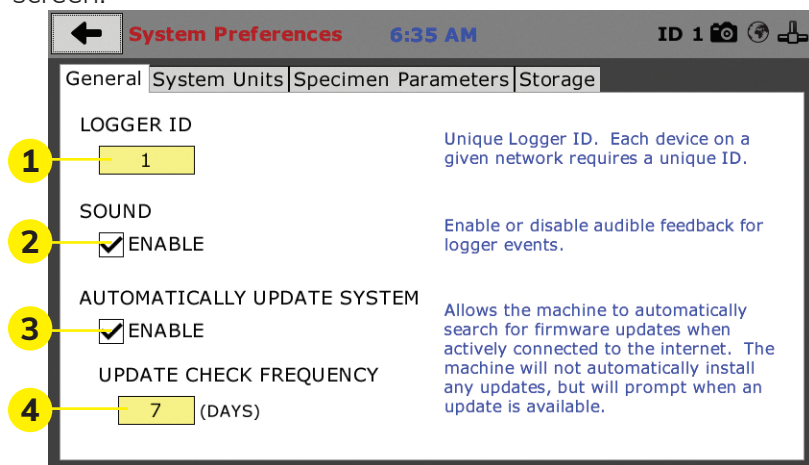 screen.
System Preferences 6:35 AM ID 1
General System Units Specimen Parameters Storage
LOGGER ID
1 1
Unique Logger ID. Each device on a
given network requires a unique ID.
SOUND
2 ENABLE
Enable or disable audible feedback for
logger events.
AUTOMATICALLY UPDATE SYSTEM
3 ENABLE
Allows the machine to automatically
search for firmware updates when
actively connected to the internet. The
machine will not automatically install
any updates, but will prompt when an
update is available.
UPDATE CHECK FREQUENCY
4 7 (DAYS)